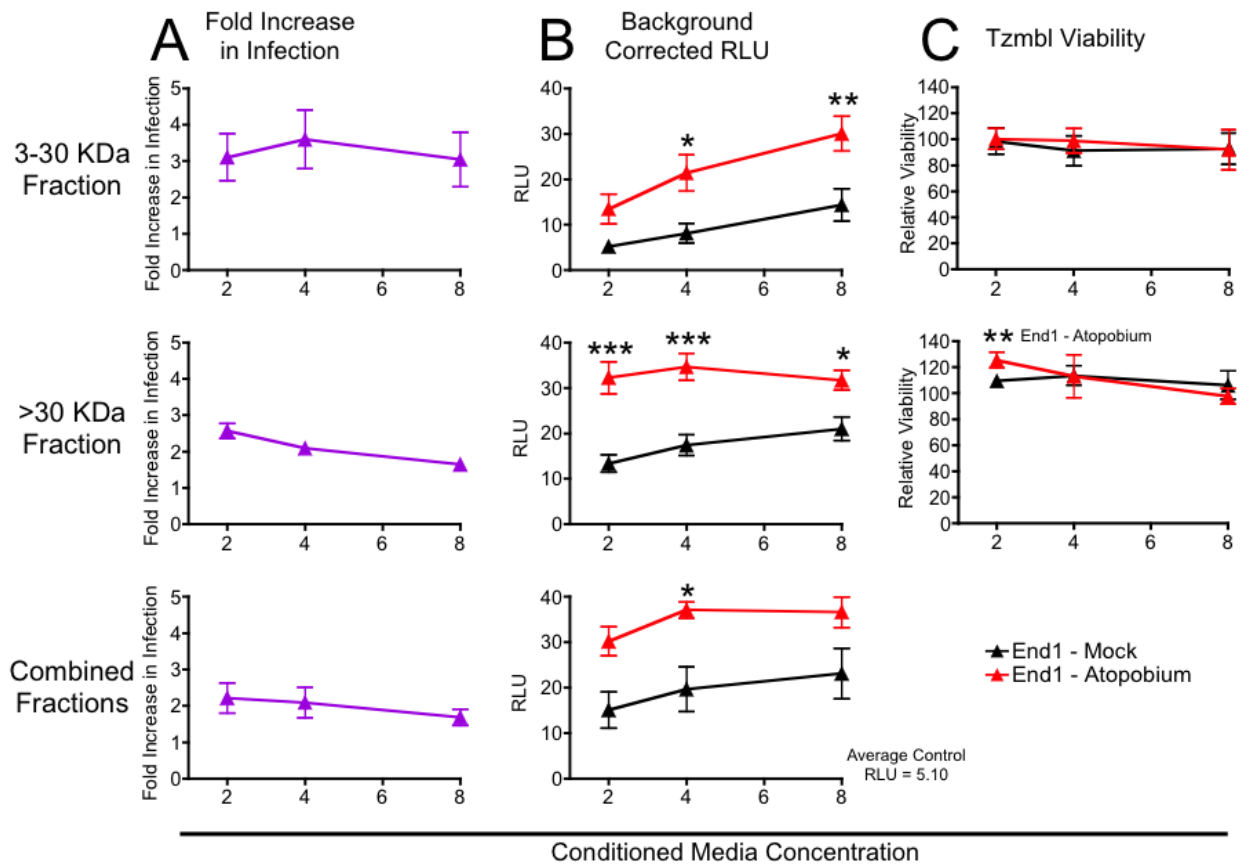 A Fold Increase
in Infection
B Background
Corrected RLU
C Tzmbl Viability
3-30 KDa
Fraction
Fold Increase in Infection
5
4
3
2
1
0
2 4 6 8
RLU
40
30
20
10
0
* **
2 4 6 8
Relative Viability
140
120
100
80
60
40
20
0
2 4 6 8
>30 KDa
Fraction
Fold Increase in Infection
5
4
3
2
1
0
2 4 6 8
RLU
40
30
20
10
0
*** *** *
2 4 6 8
Relative Viability
140
120
100
80
60
40
20
0
** End1 - Atopobium
2 4 6 8
Combined
Fractions
Fold Increase in Infection
5
4
3
2
1
0
2 4 6 8
RLU
40
30
20
10
0
*
2 4 6 8
End1 - Mock
End1 - Atopobium
Average Control
RLU = 5.10
Conditioned Media Concentration